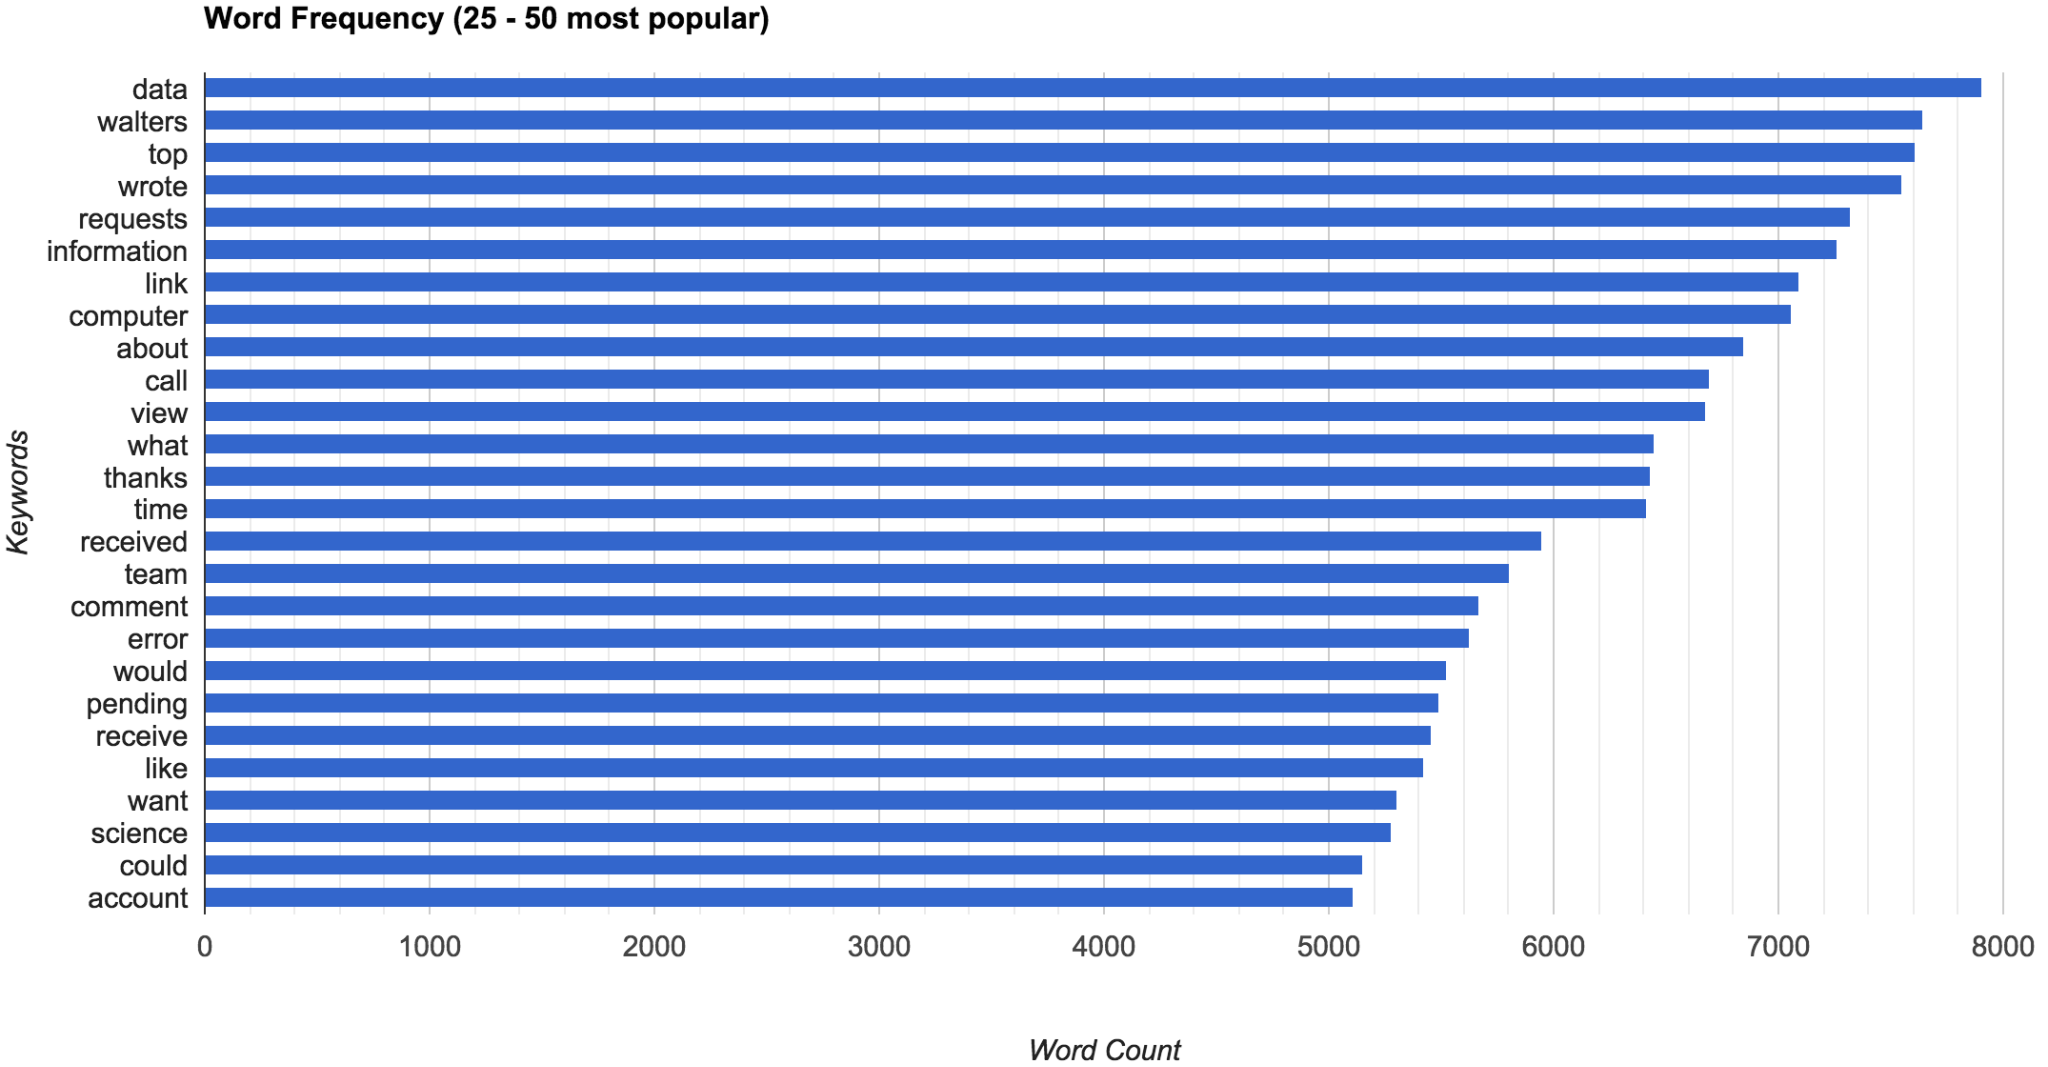 Word Frequency (25 - 50 most popular)
data
walters
top
wrote
requests
information
link
computer
about
call
view
what
thanks
time
received
team
comment
error
would
pending
receive
like
want
science
could
account
Keywords
0 1000 2000 3000 4000 5000 6000 7000 8000
Word Count